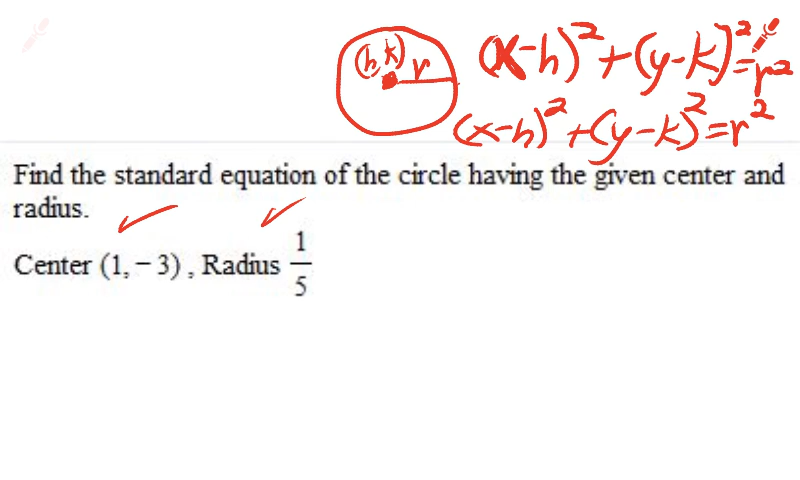 (h,k) r (x-h)²+(y-k)²=r²
(x-h)²+(y-k)²=r²
Find the standard equation of the circle having the given center and
radius.
Center (1, − 3) , Radius 1/5